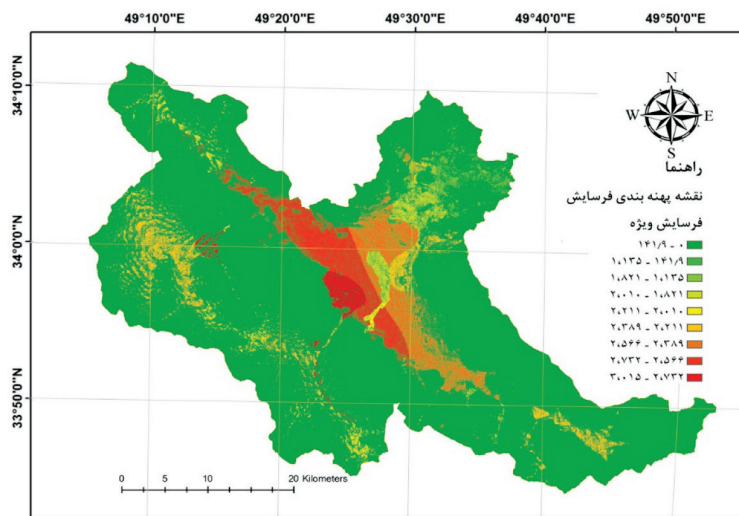 49°10'0"E 49°20'0"E 49°30'0"E 49°40'0"E 49°50'0"E
34°10'0"N
34°0'0"N
33°50'0"N
N
W E
S
راهنما
نقشه پهنه بندی فرسایش
فرسایش ویژه
۱۴۱/۹ - ۰
۱،۱۳۵ - ۱۴۱/۹
۱،۸۲۱ - ۱،۱۳۵
۲،۰۱۰ - ۱،۸۲۱
۲،۲۱۱ - ۲،۰۱۰
۲،۳۸۹ - ۲،۲۱۱
۲،۵۶۶ - ۲،۳۸۹
۲،۷۳۲ - ۲،۵۶۶
۳،۰۱۵ - ۲،۷۳۲
0 5 10 20 Kilometers